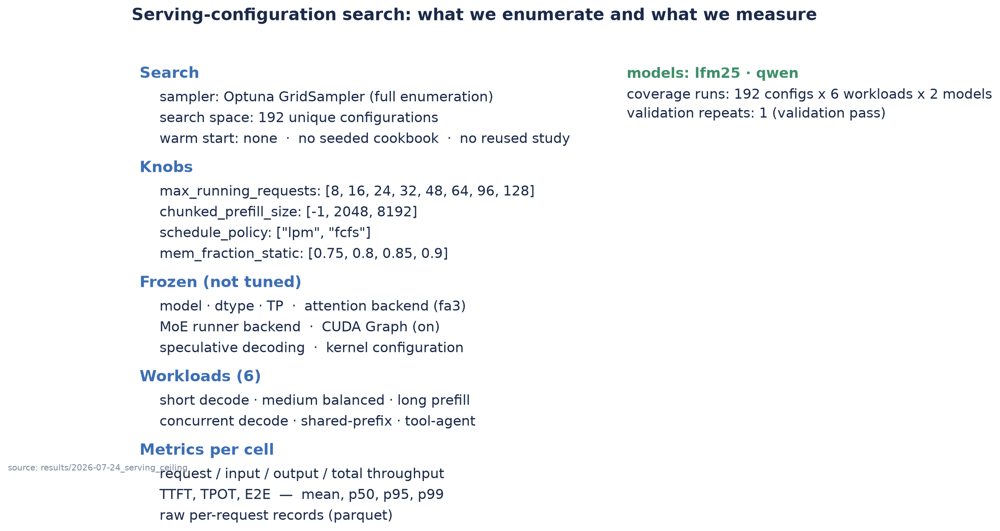 Serving-configuration search: what we enumerate and what we measure
Search
sampler: Optuna GridSampler (full enumeration)
search space: 192 unique configurations
warm start: none · no seeded cookbook · no reused study
Knobs
max_running_requests: [8, 16, 24, 32, 48, 64, 96, 128]
chunked_prefill_size: [-1, 2048, 8192]
schedule_policy: ["lpm", "fcfs"]
mem_fraction_static: [0.75, 0.8, 0.85, 0.9]
Frozen (not tuned)
model · dtype · TP · attention backend (fa3)
MoE runner backend · CUDA Graph (on)
speculative decoding · kernel configuration
Workloads (6)
short decode · medium balanced · long prefill
concurrent decode · shared-prefix · tool-agent
Metrics per cell
request / input / output / total throughput
TTFT, TPOT, E2E — mean, p50, p95, p99
raw per-request records (parquet)
models: lfm25 · qwen
coverage runs: 192 configs x 6 workloads x 2 models
validation repeats: 1 (validation pass)
source: results/2026-07-24_serving_ceiling